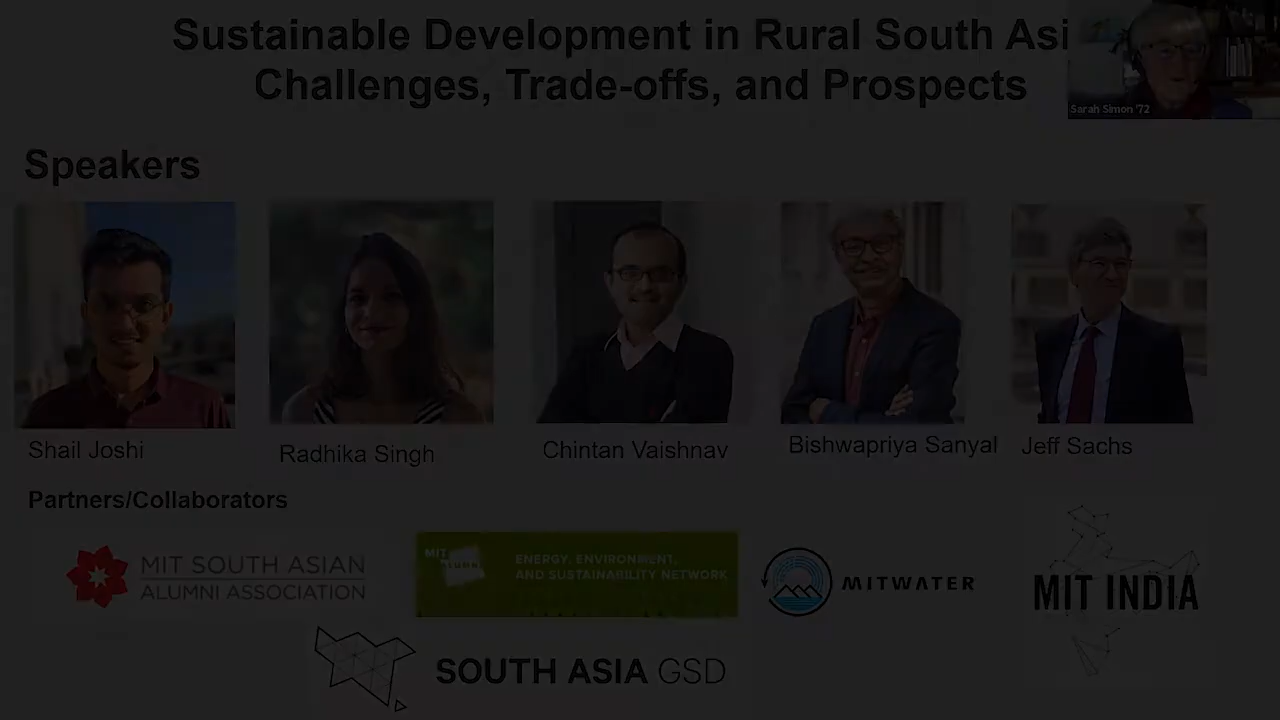 Sustainable Development in Rural South Asi
Challenges, Trade-offs, and Prospects
Sarah Simon '72
Speakers
Shail Joshi
Radhika Singh
Chintan Vaishnav
Bishwapriya Sanyal
Jeff Sachs
Partners/Collaborators
MIT SOUTH ASIAN
ALUMNI ASSOCIATION
MIT
ALUMNI
ENERGY, ENVIRONMENT,
AND SUSTAINABILITY NETWORK
MITWATER
MIT INDIA
SOUTH ASIA GSD